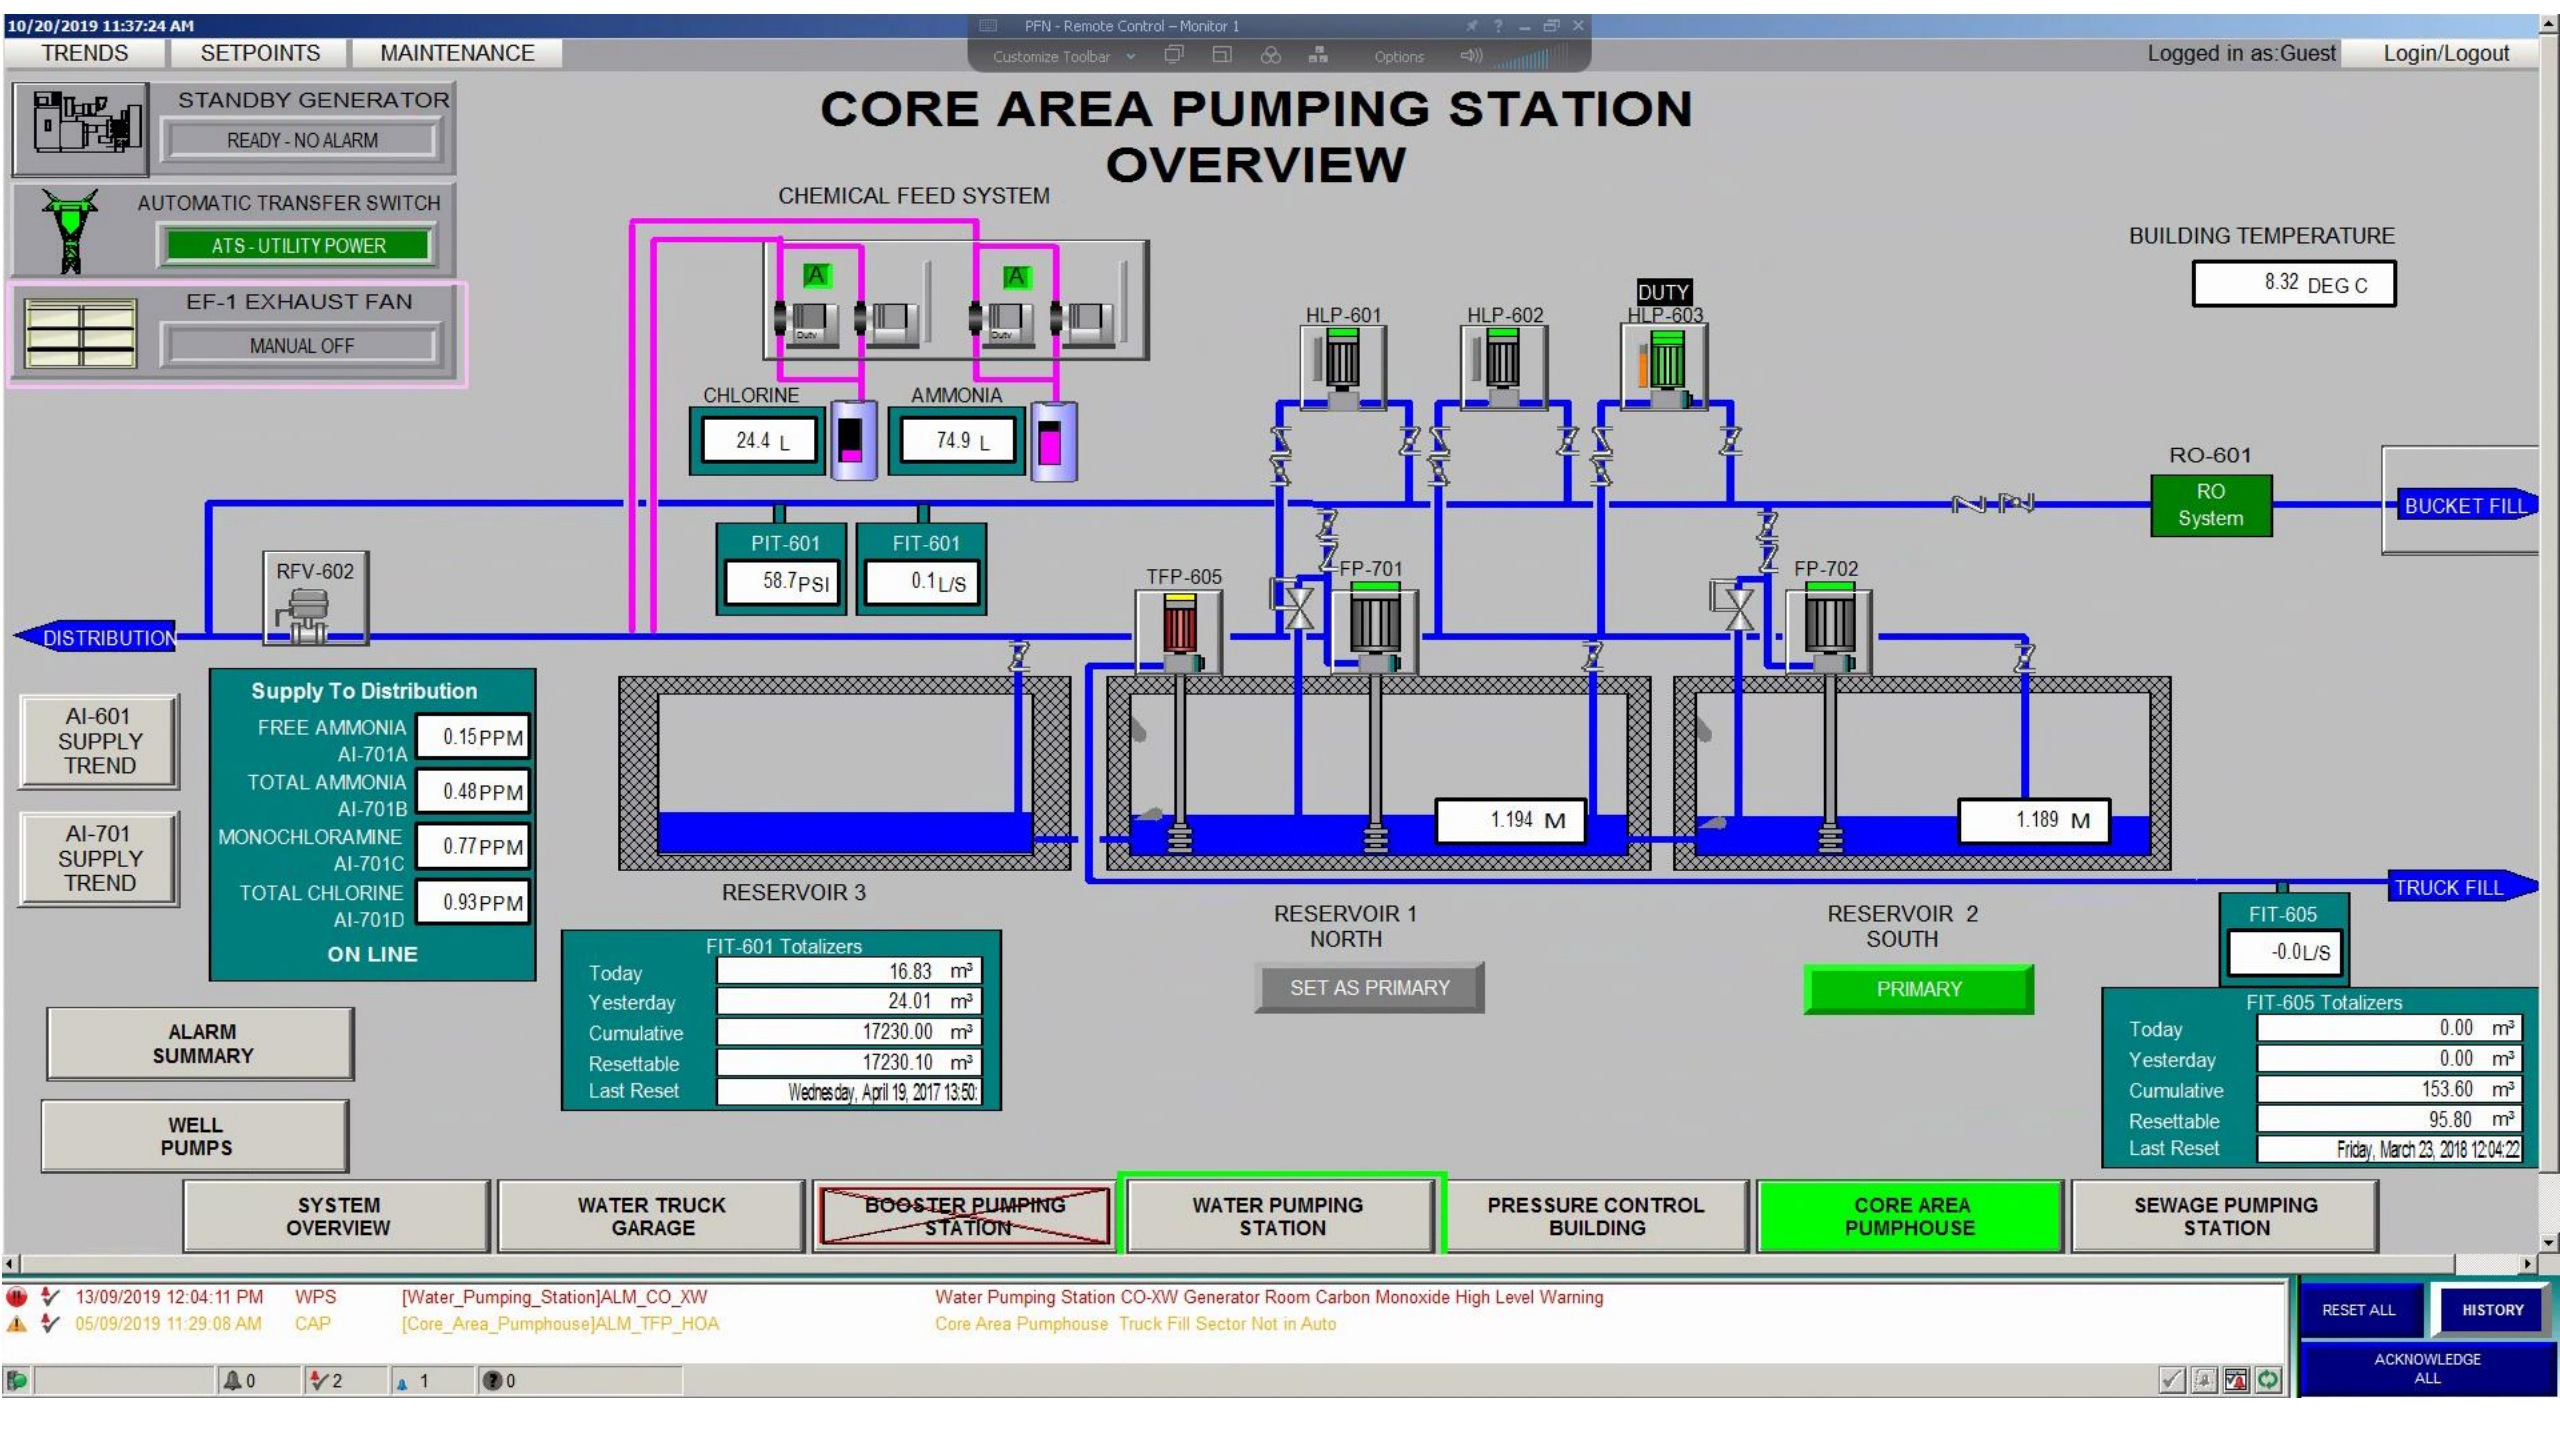 10/20/2019 11:37:24 AM
PFN - Remote Control – Monitor 1
Customize Toolbar
Options
TRENDS
SETPOINTS
MAINTENANCE
Logged in as:Guest
Login/Logout
STANDBY GENERATOR
READY - NO ALARM
AUTOMATIC TRANSFER SWITCH
ATS - UTILITY POWER
EF-1 EXHAUST FAN
MANUAL OFF
CORE AREA PUMPING STATION
OVERVIEW
CHEMICAL FEED SYSTEM
A
A
Duty
Duty
CHLORINE
24.4 L
AMMONIA
74.9 L
BUILDING TEMPERATURE
8.32 DEG C
DUTY
HLP-601
HLP-602
HLP-603
RO-601
RO
System
BUCKET FILL
PIT-601
58.7 PSI
FIT-601
0.1 L/S
RFV-602
DISTRIBUTION
TFP-605
FP-701
FP-702
AI-601
SUPPLY
TREND
AI-701
SUPPLY
TREND
Supply To Distribution
FREE AMMONIA
AI-701A
0.15 PPM
TOTAL AMMONIA
AI-701B
0.48 PPM
MONOCHLORAMINE
AI-701C
0.77 PPM
TOTAL CHLORINE
AI-701D
0.93 PPM
ON LINE
1.194 M
1.189 M
RESERVOIR 3
RESERVOIR 1
NORTH
SET AS PRIMARY
RESERVOIR 2
SOUTH
PRIMARY
TRUCK FILL
FIT-605
-0.0 L/S
FIT-601 Totalizers
Today 16.83 m³
Yesterday 24.01 m³
Cumulative 17230.00 m³
Resettable 17230.10 m³
Last Reset Wednesday, April 19, 2017 13:50:
FIT-605 Totalizers
Today 0.00 m³
Yesterday 0.00 m³
Cumulative 153.60 m³
Resettable 95.80 m³
Last Reset Friday, March 23, 2018 12:04:22
ALARM
SUMMARY
WELL
PUMPS
SYSTEM
OVERVIEW
WATER TRUCK
GARAGE
BOOSTER PUMPING
STATION
WATER PUMPING
STATION
PRESSURE CONTROL
BUILDING
CORE AREA
PUMPHOUSE
SEWAGE PUMPING
STATION
13/09/2019 12:04:11 PM WPS [Water_Pumping_Station]ALM_CO_XW Water Pumping Station CO-XW Generator Room Carbon Monoxide High Level Warning
05/09/2019 11:29:08 AM CAP [Core_Area_Pumphouse]ALM_TFP_HOA Core Area Pumphouse Truck Fill Sector Not in Auto
RESET ALL
HISTORY
ACKNOWLEDGE
ALL
0
2
1
0